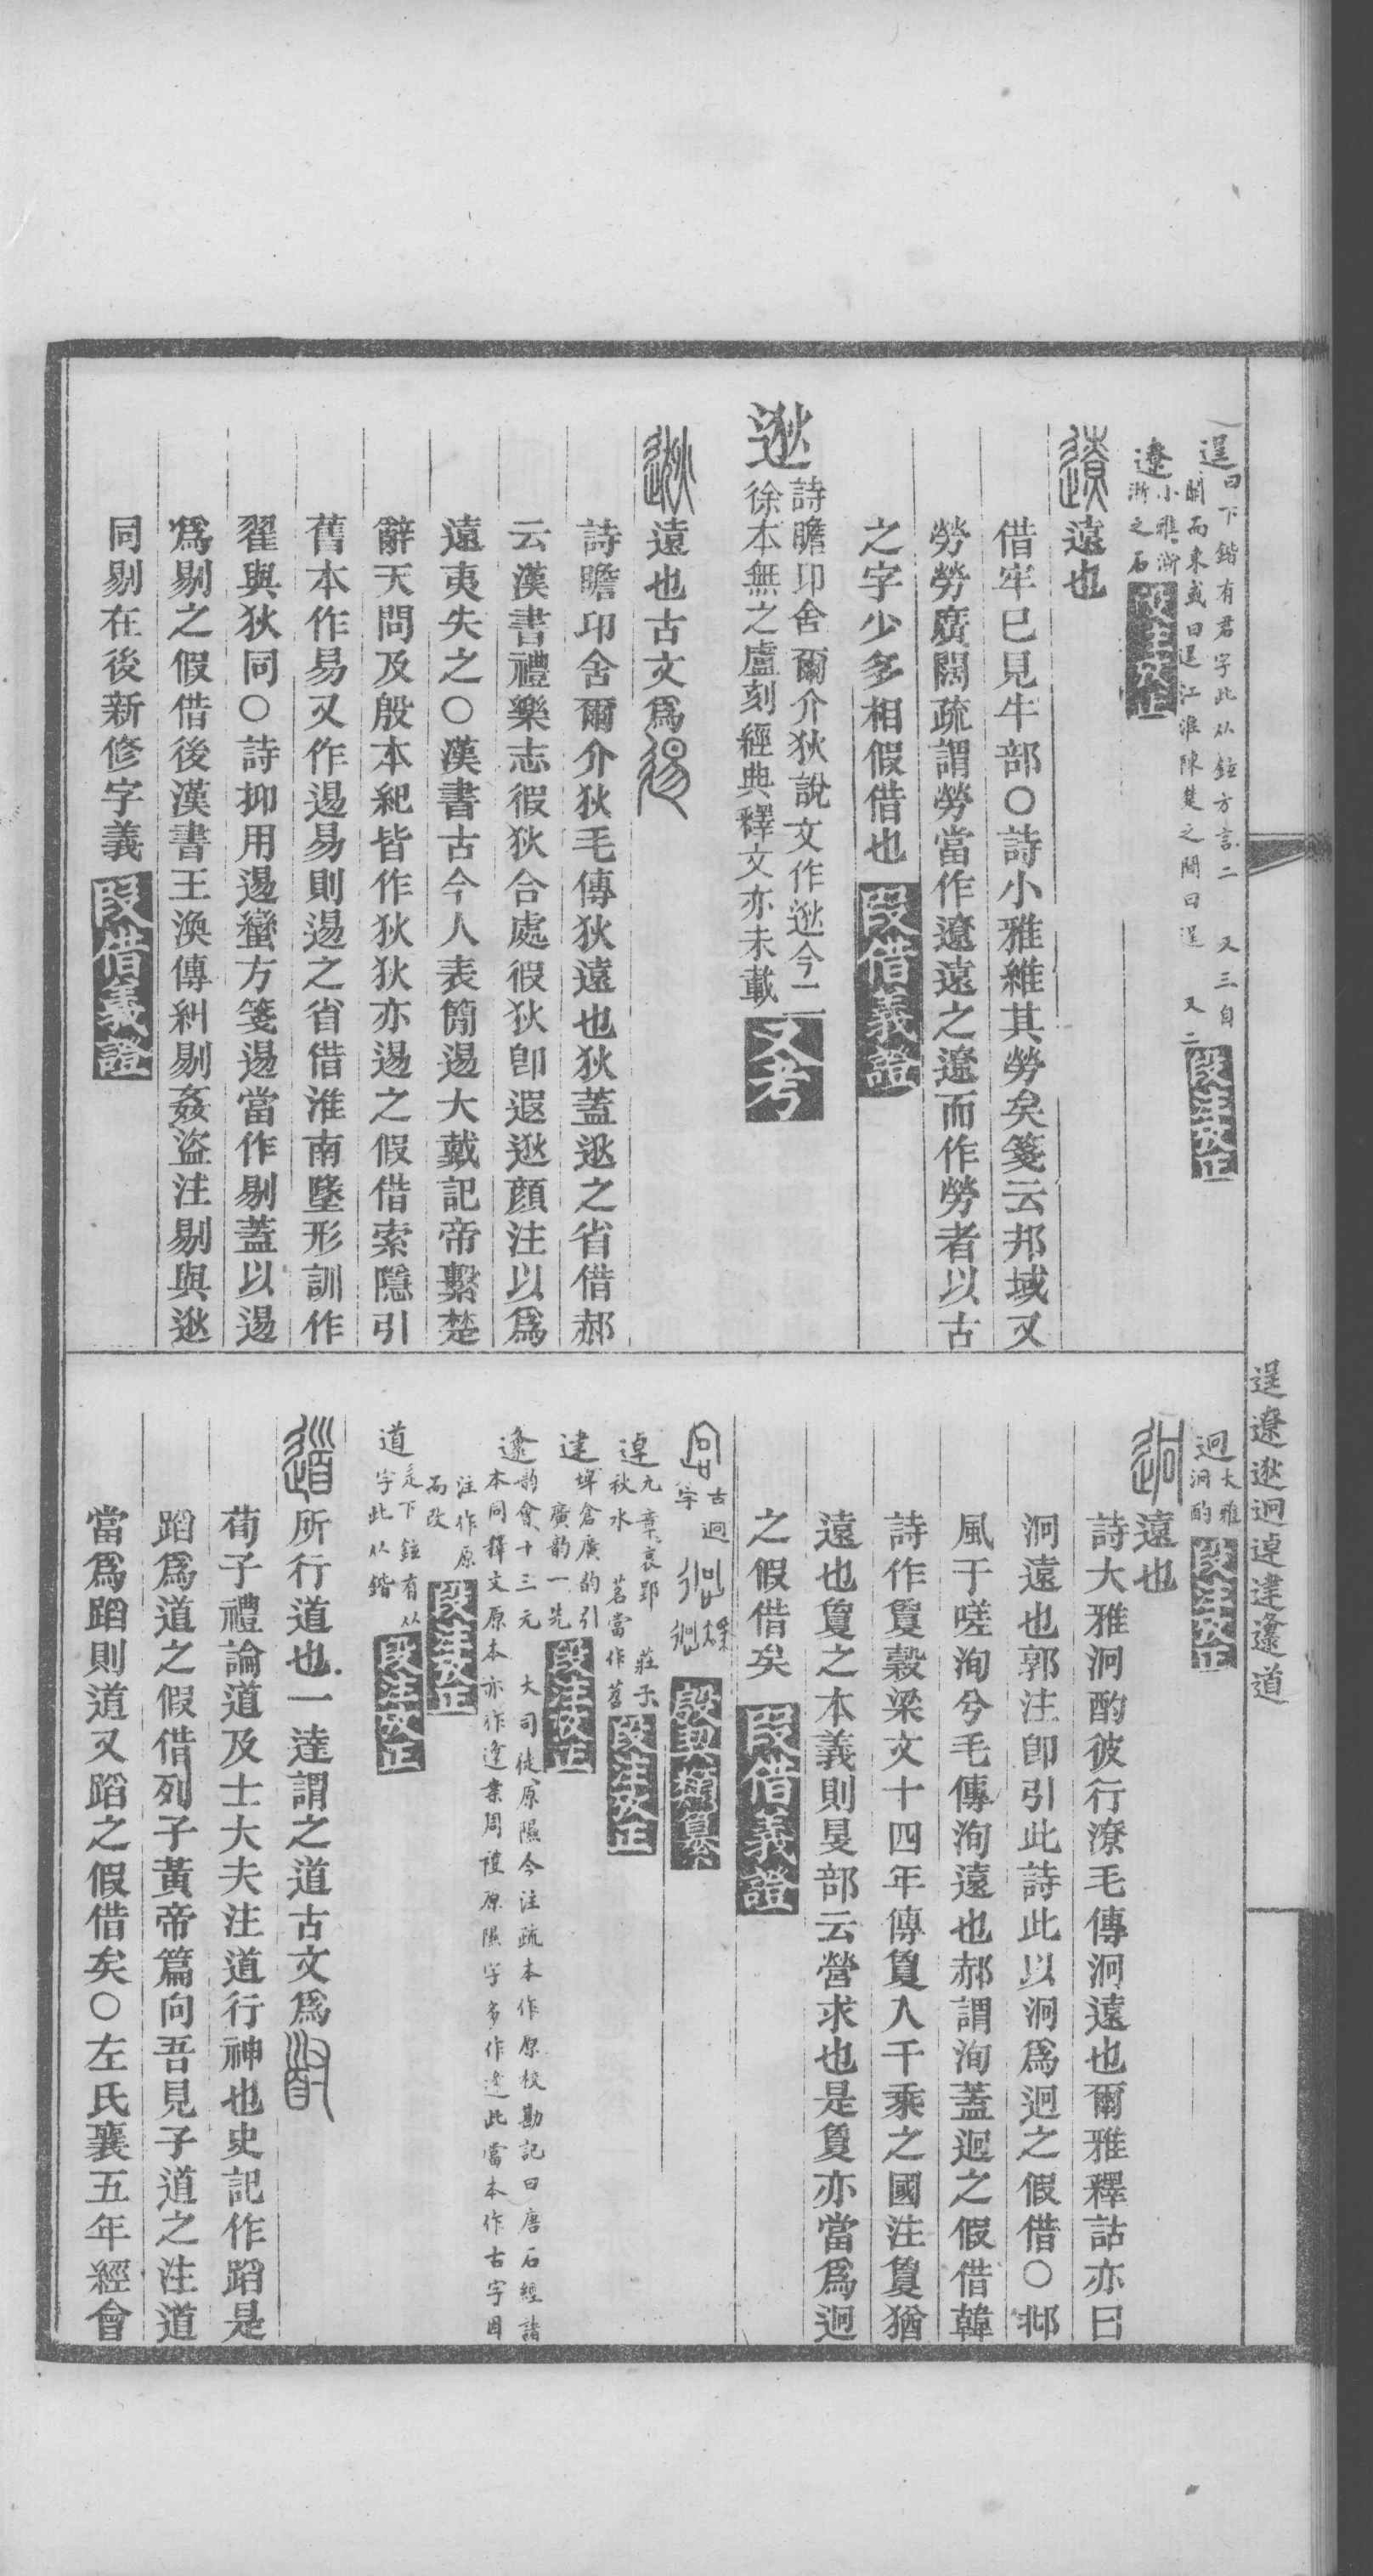 逞遼逖迥逴逮邍道
逞曰下鍇有君字此从鉉方言二 又三自
關而東或曰逞江淮陳楚之閒曰逞 又二
段注攷正
遼小雅漸
漸之石
段注攷正
遠也
借牢已見牛部〇詩小雅維其勞矣箋云邦域又
勞勞廣闊疏謂勞當作遼遠之遼而作勞者以古
之字少多相假借也
段借義證
逖詩瞻卬舍爾介狄說文作逖今二
徐本無之盧刻經典釋文亦未載
又考
遠也古文爲
詩瞻卬舍爾介狄毛傳狄遠也狄蓋逖之省借郝
云漢書禮樂志徦狄合處徦狄卽遐逖顔注以爲
遠夷失之〇漢書古今人表簡逷大戴記帝繫楚
辭天問及殷本紀皆作狄狄亦逷之假借索隱引
舊本作易又作逷易則逷之省借淮南墜形訓作
翟與狄同〇詩抑用逷蠻方箋逷當作剔蓋以逷
爲剔之假借後漢書王渙傳糾剔姦盜注剔與逖
同剔在後新修字義
段借義證
迥大雅
泂酌
段注攷正
遠也
詩大雅泂酌彼行潦毛傳泂遠也爾雅釋詁亦曰
泂遠也郭注卽引此詩此以泂爲迥之假借〇邶
風于嗟洵兮毛傳洵遠也郝謂洵蓋迥之假借韓
詩作敻穀梁文十四年傳敻入千乘之國注敻猶
遠也敻之本義則旻部云營求也是敻亦當爲迥
之假借矣
段借義證
古迥
字
殷契類纂
逴九章哀郢 莊子
秋水 茗當作苕
段注攷正
逮埤倉廣韵引
廣韵一先
段注攷正
邍韵會十三元 大司徒原隰今注疏本作原校勘記曰唐石經諸
本同釋文原本亦作邍案周禮原隰字多作邍此當本作古字因
注作原
而改
段注攷正
道辵下鉉有从
字此从鍇
段注攷正
所行道也一達謂之道古文爲
荀子禮論道及士大夫注道行神也史記作蹈是
蹈爲道之假借列子黃帝篇向吾見子道之注道
當爲蹈則道又蹈之假借矣〇左氏襄五年經會